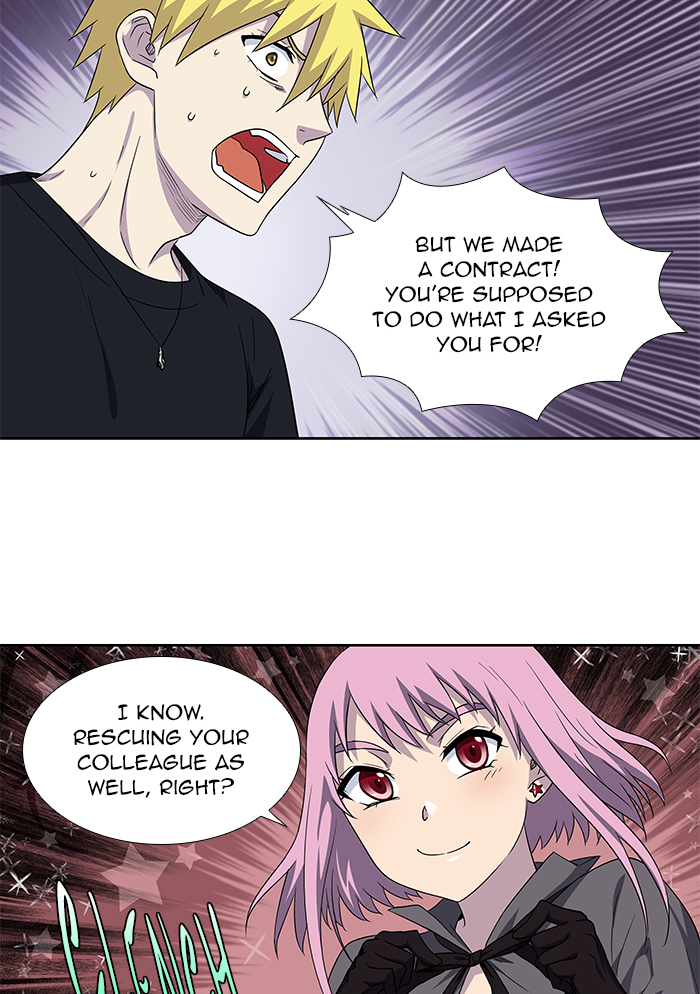 BUT WE MADE
A CONTRACT!
YOU'RE SUPPOSED
TO DO WHAT I ASKED
YOU FOR!
I KNOW.
RESCUING YOUR
COLLEAGUE AS
WELL, RIGHT?